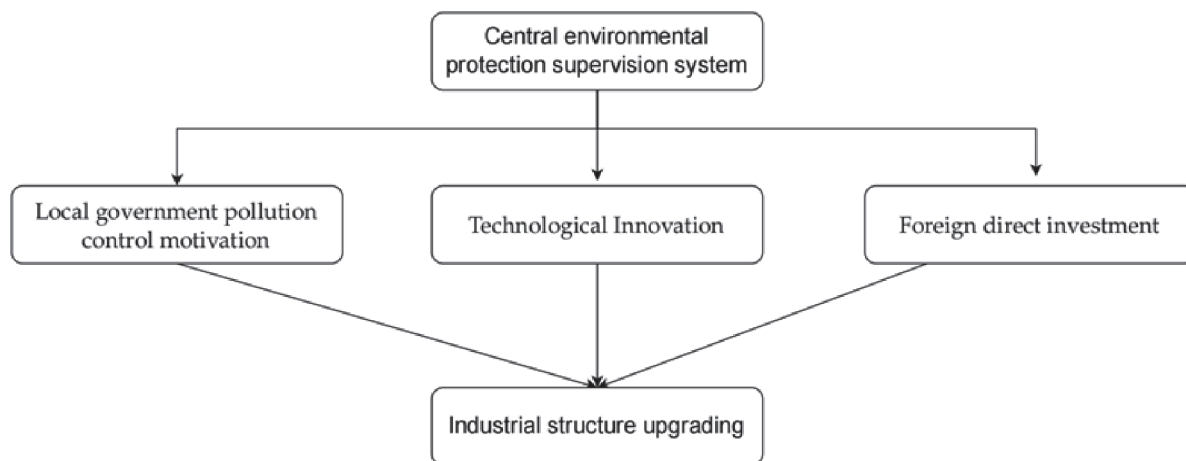 Central environmental
protection supervision system
Local government pollution
control motivation
Technological Innovation
Foreign direct investment
Industrial structure upgrading